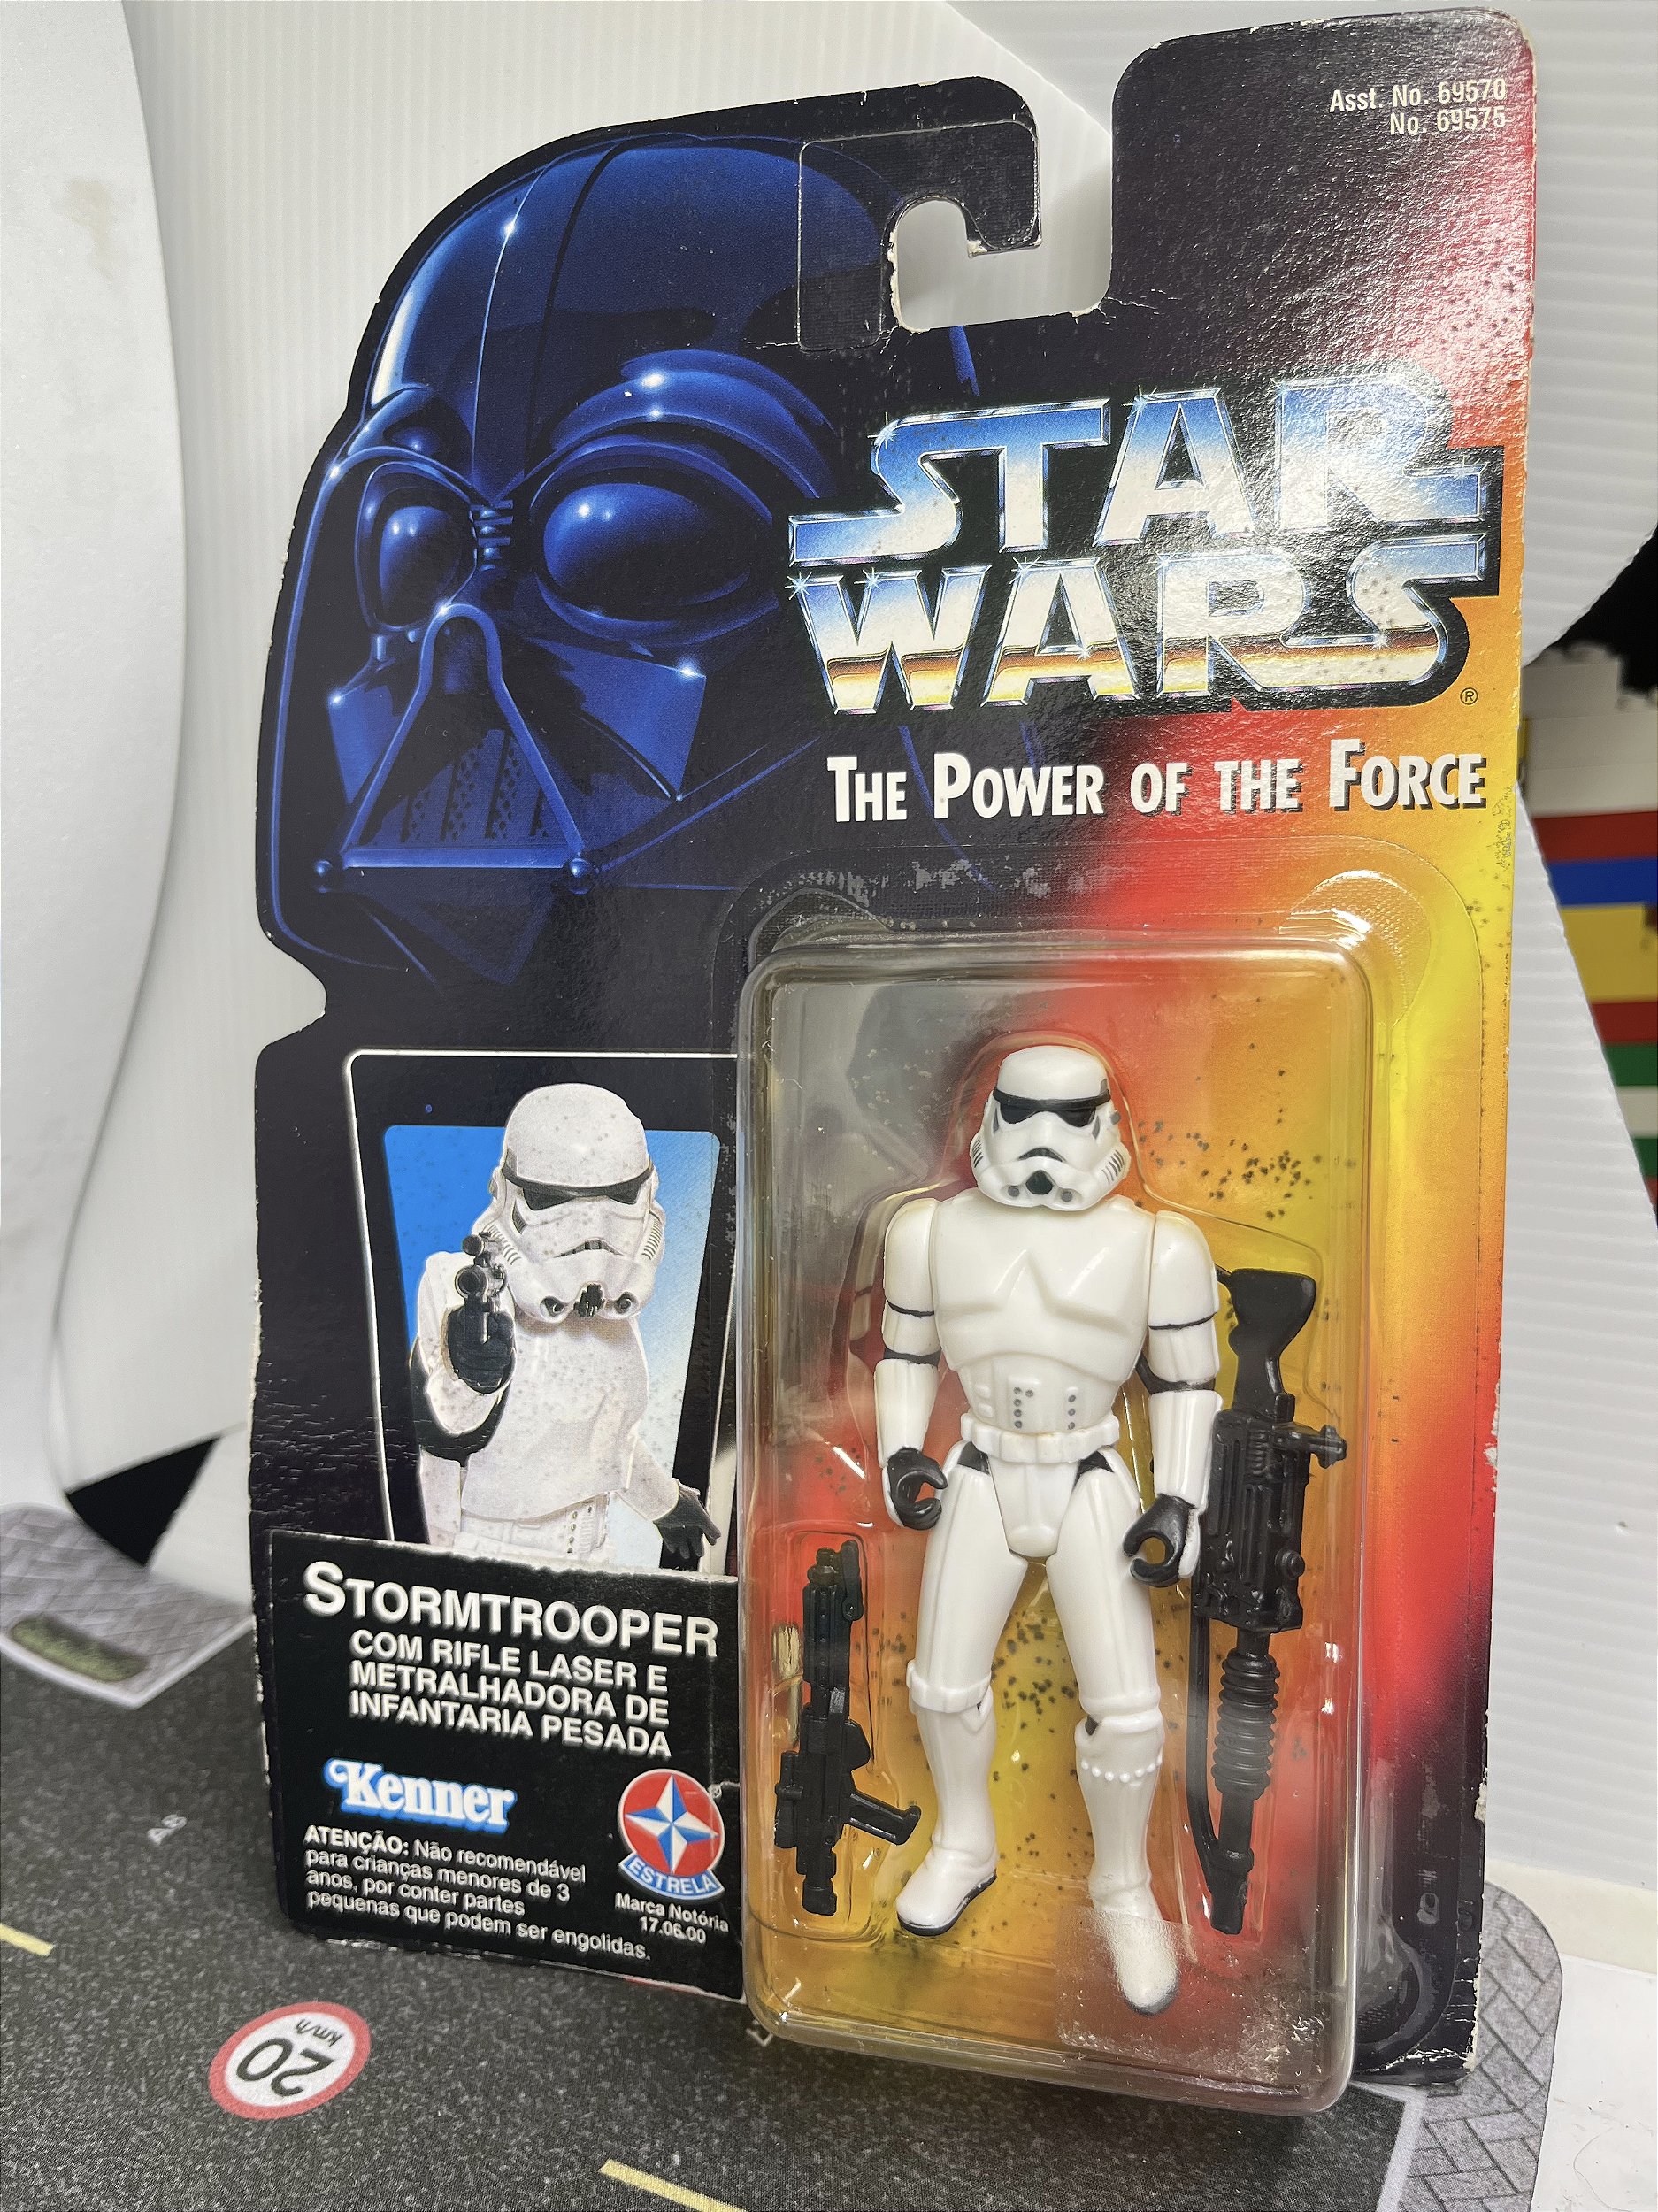 Asst. No. 69570
No. 69575
STAR
WARS®
THE POWER OF THE FORCE
STORMTROOPER
COM RIFLE LASER E
METRALHADORA DE
INFANTARIA PESADA
Kenner
ATENÇÃO: Não recomendável
para crianças menores de 3
anos, por conter partes
pequenas que podem ser engolidas.
®
ESTRELA
Marca Notória
17.06.00
A6
20
km/h